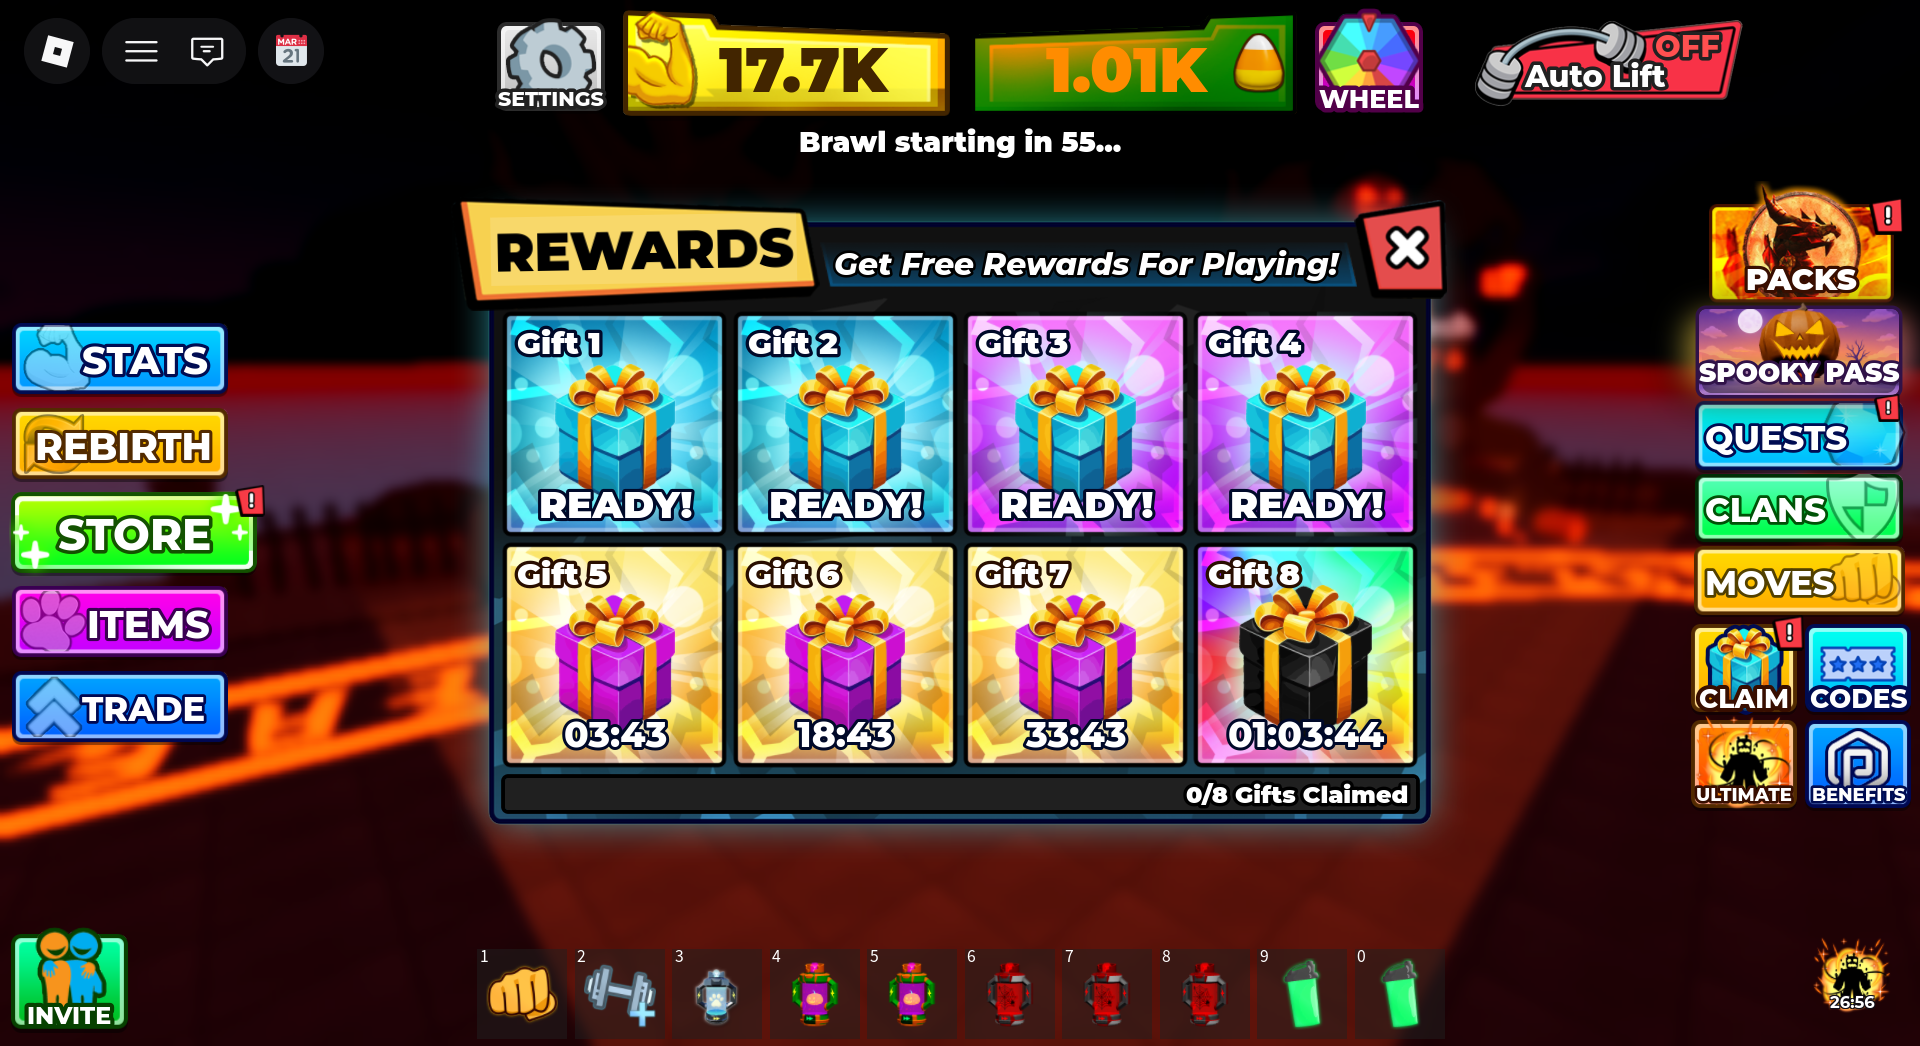 MAR
21
SETTINGS
17.7K
1.01K
WHEEL
OFF
Auto Lift
Brawl starting in 55...
REWARDS
Get Free Rewards For Playing!
Gift 1
READY!
Gift 2
READY!
Gift 3
READY!
Gift 4
READY!
Gift 5
03:43
Gift 6
18:43
Gift 7
33:43
Gift 8
01:03:44
0/8 Gifts Claimed
STATS
REBIRTH
STORE
!
ITEMS
TRADE
INVITE
PACKS
!
SPOOKY PASS
QUESTS
!
CLANS
MOVES
CLAIM
!
CODES
ULTIMATE
BENEFITS
1
2
3
4
5
6
7
8
9
0
26:56